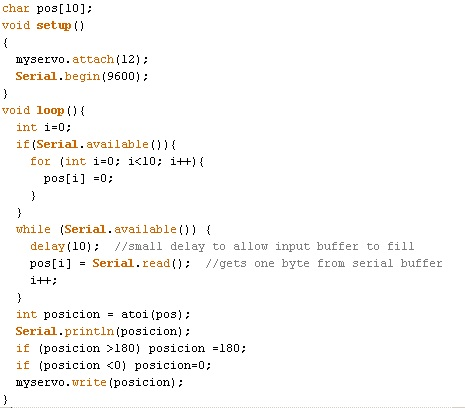 char pos[10];
void setup()
{
  myservo.attach(12);
  Serial.begin(9600);
}
void loop(){
  int i=0;
  if(Serial.available()){
    for (int i=0; i<10; i++){
      pos[i] =0;
    }
  }
  while (Serial.available()) {
    delay(10);  //small delay to allow input buffer to fill
    pos[i] = Serial.read();  //gets one byte from serial buffer
    i++;
  }
  int posicion = atoi(pos);
  Serial.println(posicion);
  if (posicion >180) posicion =180;
  if (posicion <0) posicion=0;
  myservo.write(posicion);
}